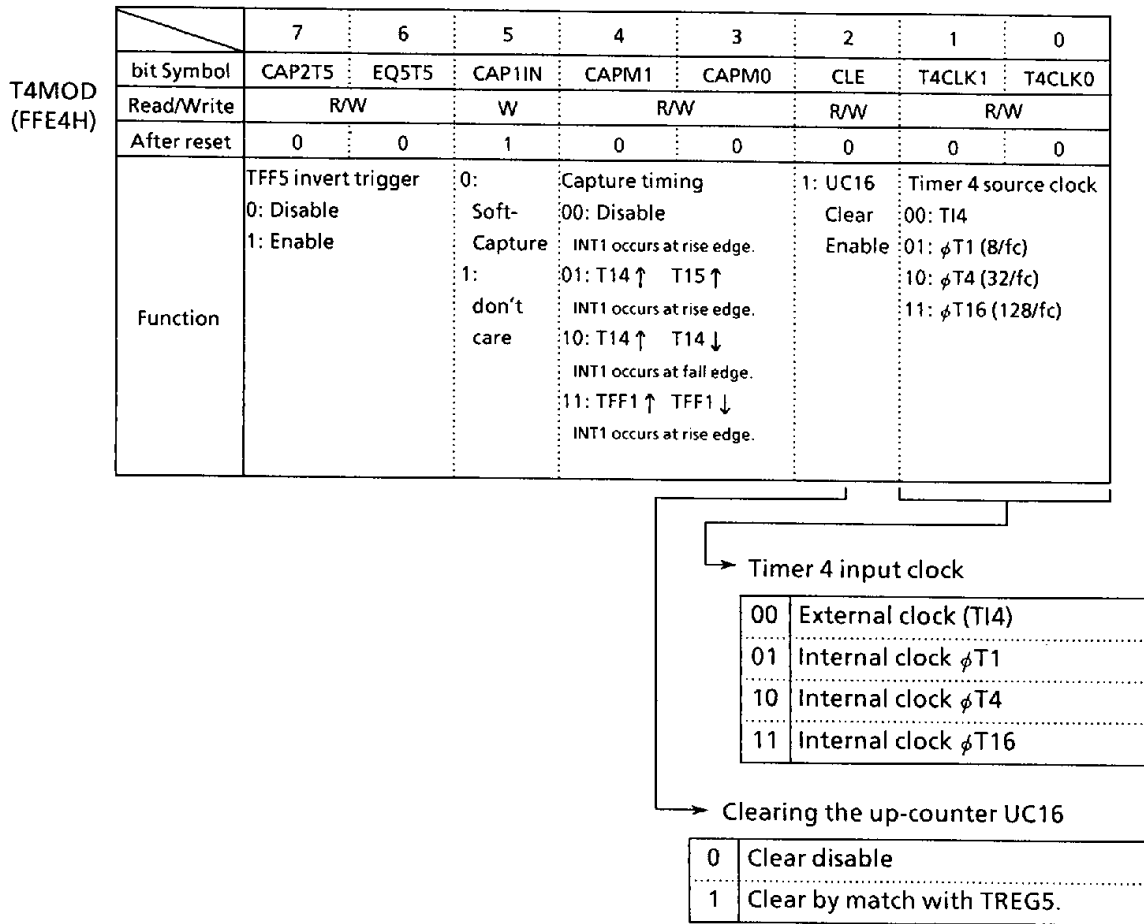 7 6 5 4 3 2 1 0
T4MOD
(FFE4H)
bit Symbol CAP2T5 EQ5T5 CAP1IN CAPM1 CAPM0 CLE T4CLK1 T4CLK0
Read/Write R/W W R/W R/W R/W
After reset 0 0 1 0 0 0 0 0
Function
TFF5 invert trigger
0: Disable
1: Enable
0:
Soft-
Capture
1:
don't
care
Capture timing
00: Disable
INT1 occurs at rise edge.
01: T14↑ T15↑
INT1 occurs at rise edge.
10: T14↑ T14↓
INT1 occurs at fall edge.
11: TFF1↑ TFF1↓
INT1 occurs at rise edge.
1: UC16
Clear
Enable
Timer 4 source clock
00: TI4
01: ϕT1 (8/fc)
10: ϕT4 (32/fc)
11: ϕT16 (128/fc)
Timer 4 input clock
00 External clock (TI4)
01 Internal clock ϕT1
10 Internal clock ϕT4
11 Internal clock ϕT16
Clearing the up-counter UC16
0 Clear disable
1 Clear by match with TREG5.